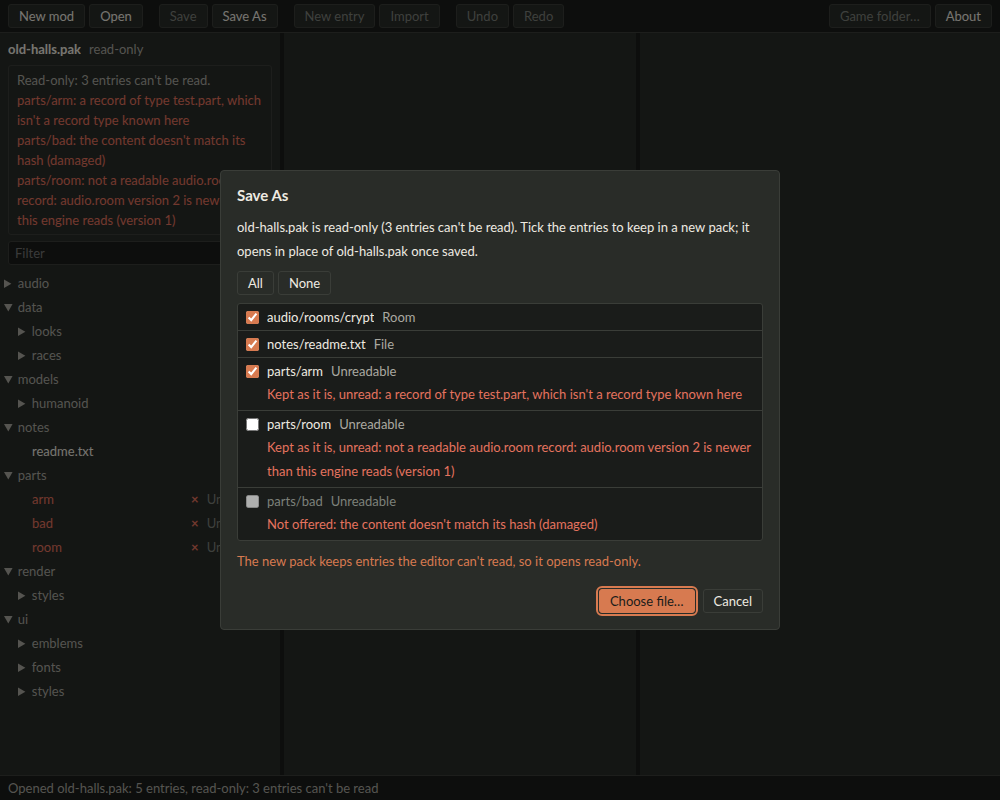 New mod Open Save Save As New entry Import Undo Redo Game folder... About
old-halls.pak read-only
Read-only: 3 entries can't be read.
parts/arm: a record of type test.part, which
isn't a record type known here
parts/bad: the content doesn't match its
hash (damaged)
parts/room: not a readable audio.roo
record: audio.room version 2 is new
this engine reads (version 1)
Filter
audio
data
looks
races
models
humanoid
notes
readme.txt
parts
arm × Un
bad × Un
room × Un
render
styles
ui
emblems
fonts
styles
Save As
old-halls.pak is read-only (3 entries can't be read). Tick the entries to keep in a new pack; it
opens in place of old-halls.pak once saved.
All None
audio/rooms/crypt Room
notes/readme.txt File
parts/arm Unreadable
Kept as it is, unread: a record of type test.part, which isn't a record type known here
parts/room Unreadable
Kept as it is, unread: not a readable audio.room record: audio.room version 2 is newer
than this engine reads (version 1)
parts/bad Unreadable
Not offered: the content doesn't match its hash (damaged)
The new pack keeps entries the editor can't read, so it opens read-only.
Choose file... Cancel
Opened old-halls.pak: 5 entries, read-only: 3 entries can't be read